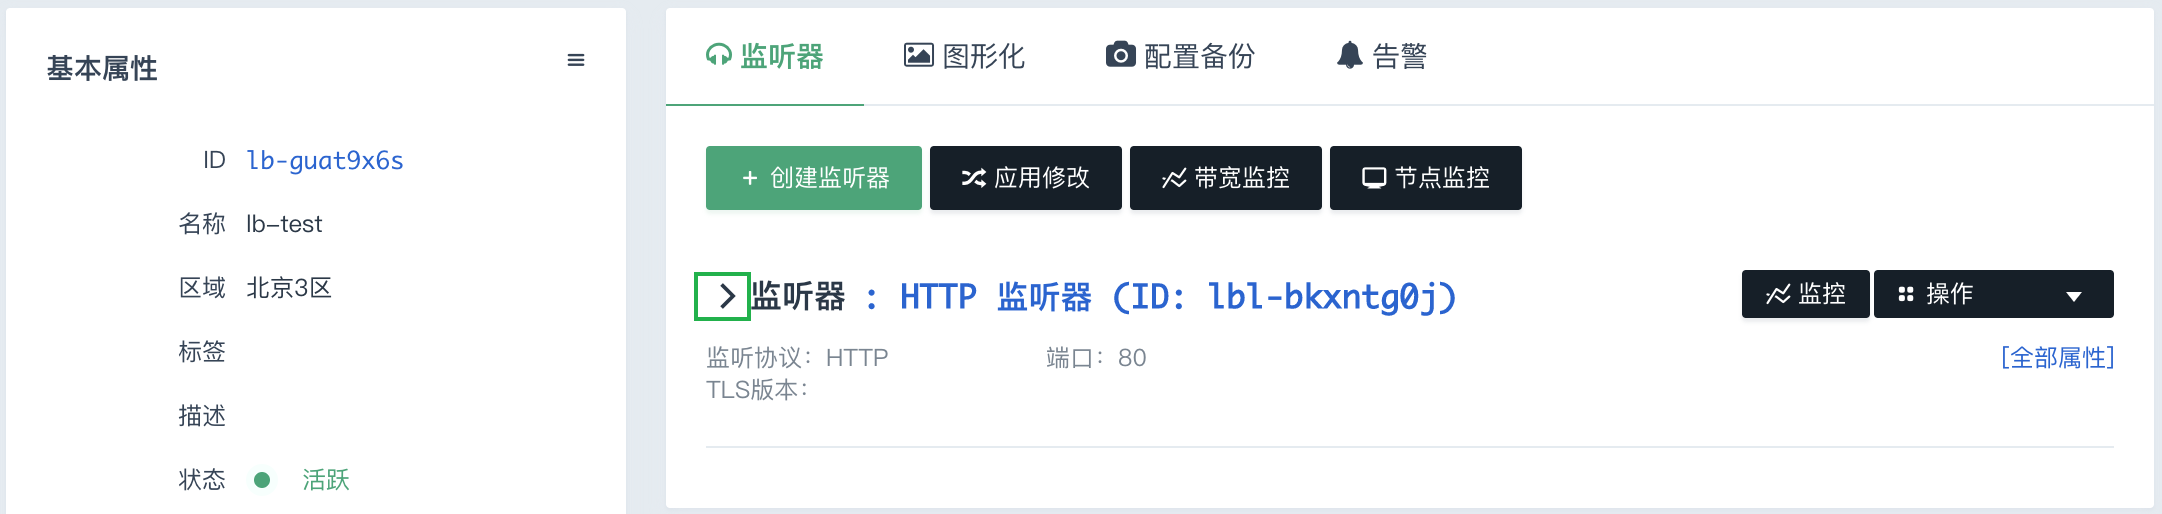 基本属性
ID lb-guat9x6s
名称 lb-test
区域 北京3区
标签
描述
状态 活跃
监听器 图形化 配置备份 告警
+ 创建监听器 应用修改 带宽监控 节点监控
监听器 : HTTP 监听器 (ID: lbl-bkxntg0j) 监控 操作
监听协议: HTTP 端口: 80 [全部属性]
TLS版本: